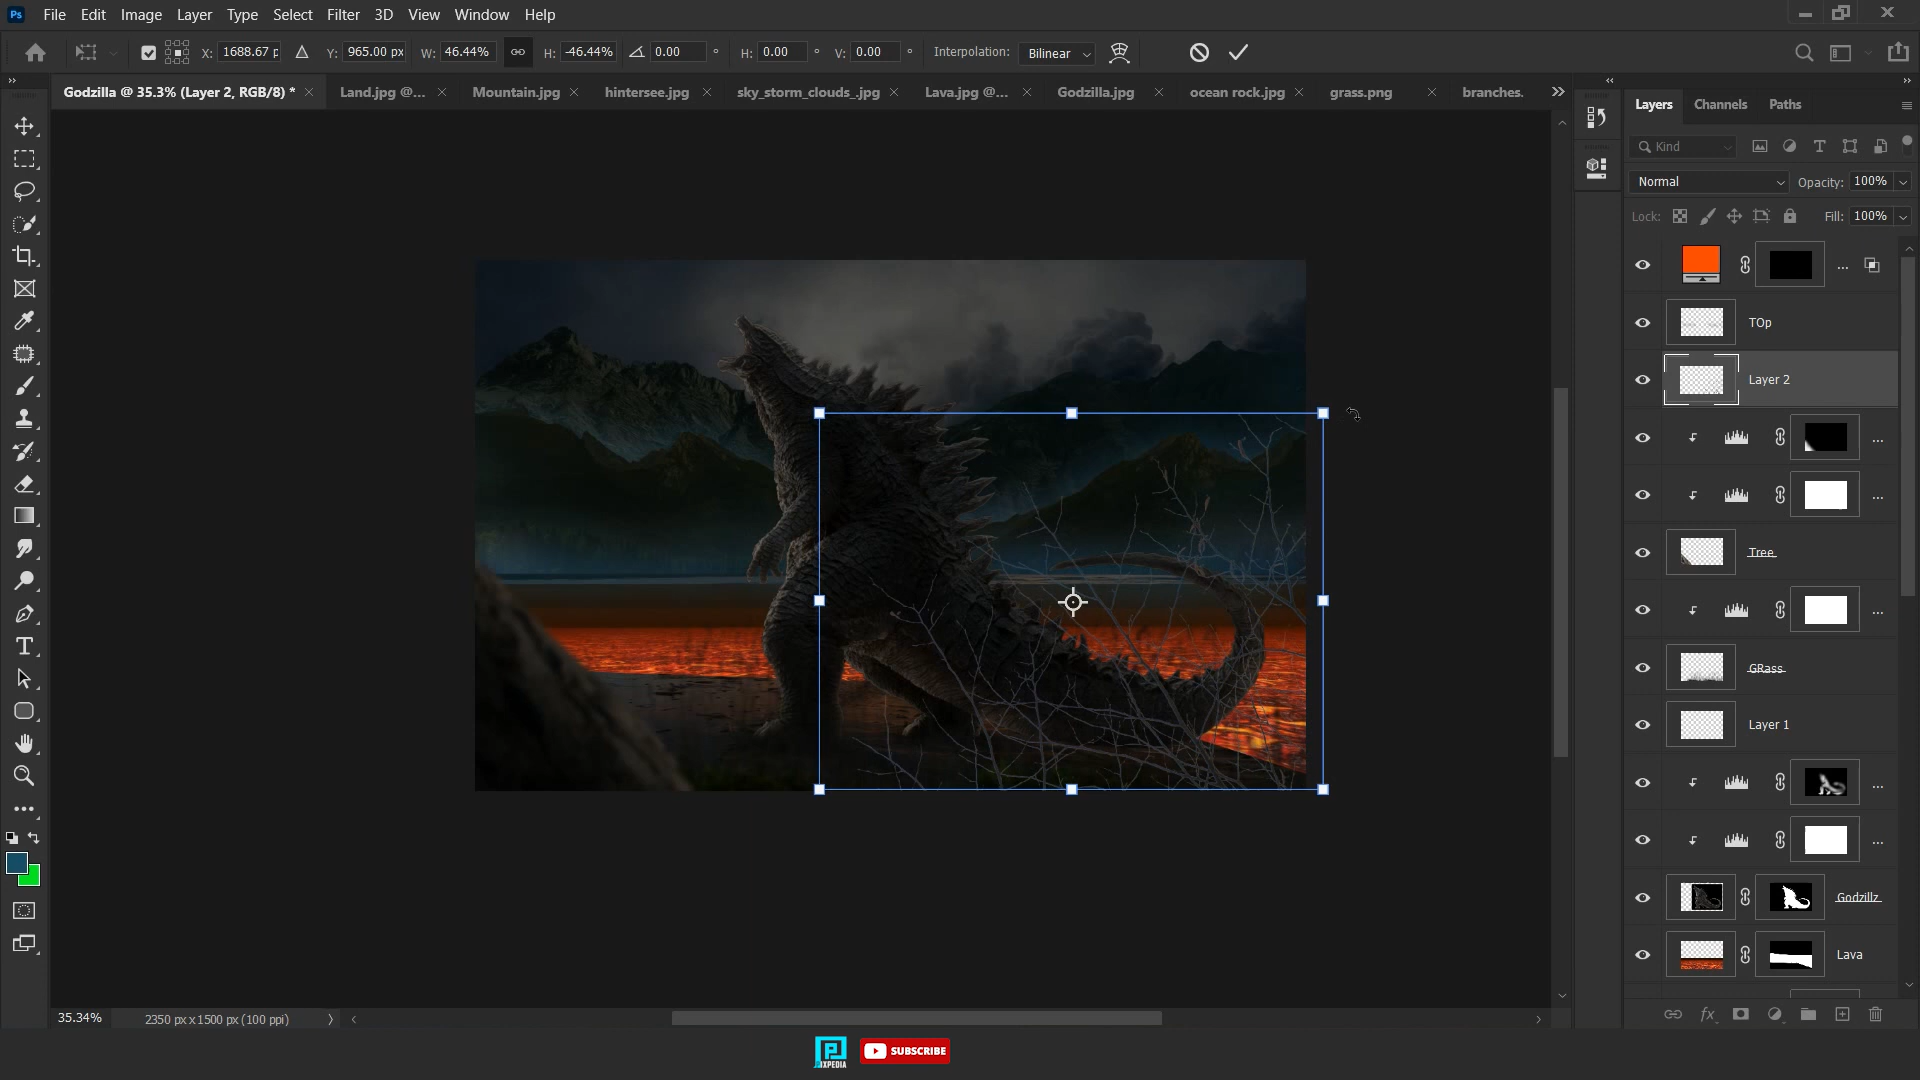 Ps File Edit Image Layer Type Select Filter 3D View Window Help
X: 1688.67 p Y: 965.00 px W: 46.44% H: -46.44% 0.00 ° H: 0.00 ° V: 0.00 ° Interpolation: Bilinear
Godzilla @ 35.3% (Layer 2, RGB/8) * Land.jpg @... Mountain.jpg hintersee.jpg sky_storm_clouds_.jpg Lava.jpg @... Godzilla.jpg ocean rock.jpg grass.png branches.
Layers Channels Paths
Kind
Normal Opacity: 100%
Lock: Fill: 100%
...
TOp
Layer 2
...
...
Tree
...
GRass
Layer 1
...
...
Godzillz
Lava
35.34% 2350 px x 1500 px (100 ppi)
PIXPEDIA SUBSCRIBE